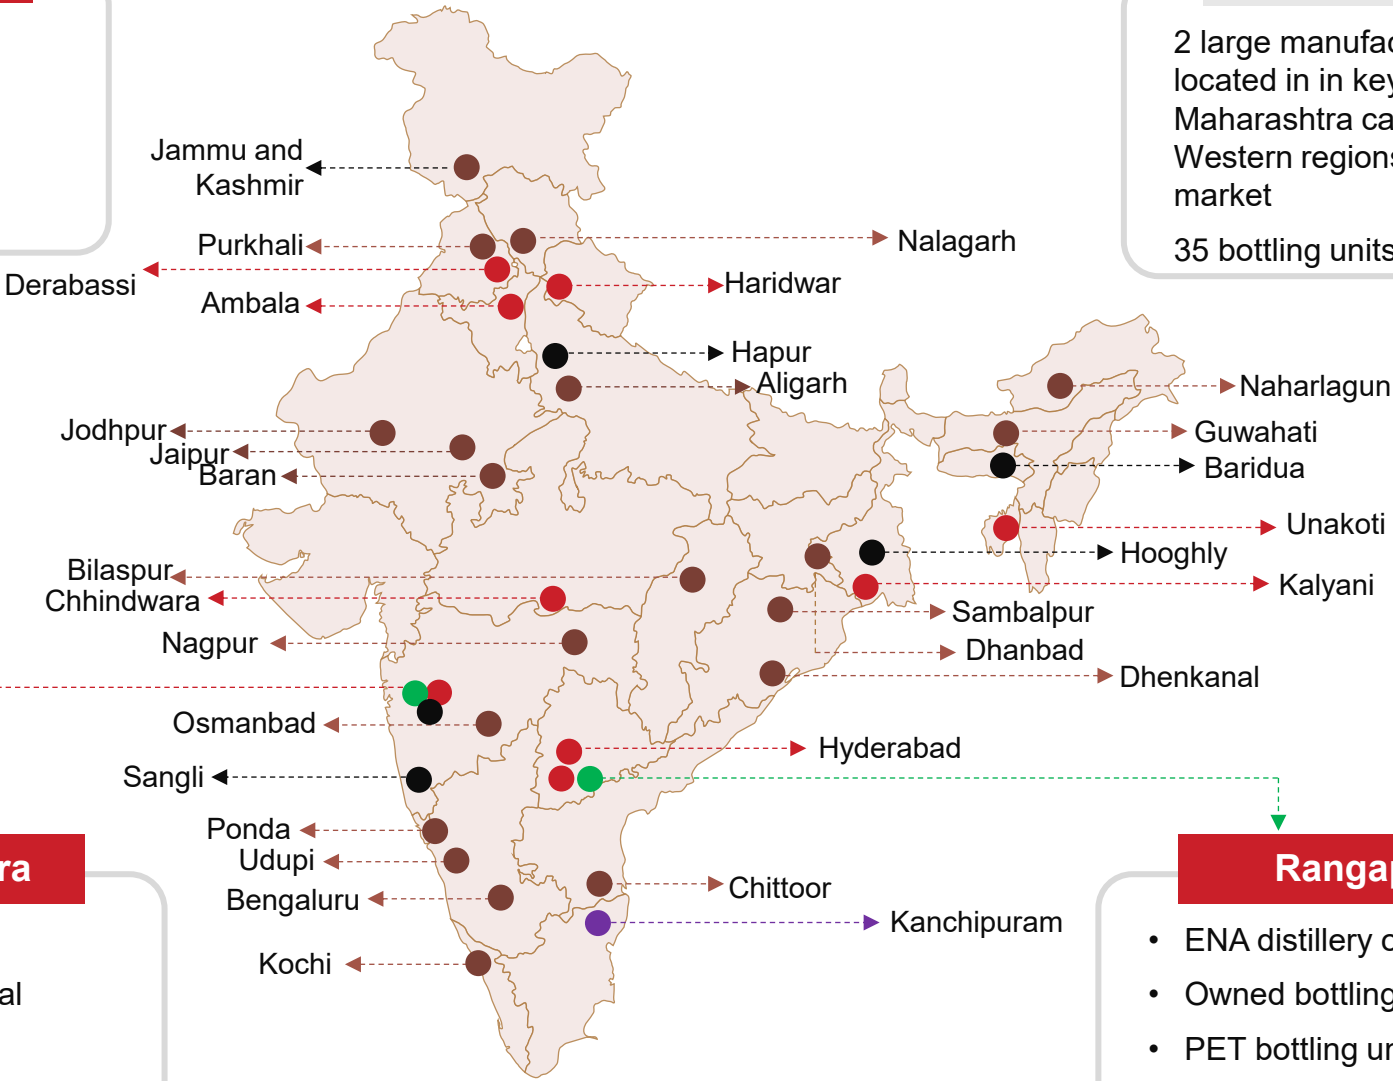 2 large manufac
located in in key
Maharashtra ca
Western regions
market
35 bottling units
Jammu and
Kashmir
Purkhali
Nalagarh
Derabassi
Haridwar
Ambala
Hapur
Aligarh
Naharlagun
Jodhpur
Guwahati
Jaipur
Baridua
Baran
Unakoti
Hooghly
Bilaspur
Kalyani
Chhindwara
Sambalpur
Nagpur
Dhanbad
Dhenkanal
Osmanbad
Hyderabad
Sangli
Ponda
Udupi
ra
Rangap
Chittoor
Bengaluru
Kanchipuram
• ENA distillery o
Kochi
al
• Owned bottling
• PET bottling un